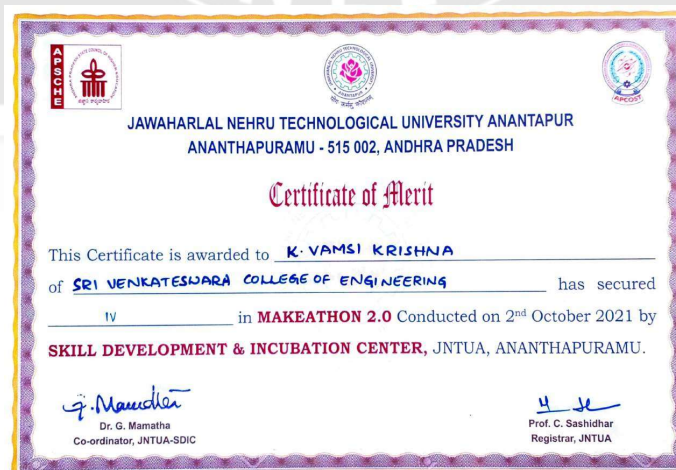 APSCHE
APCOST
JAWAHARLAL NEHRU TECHNOLOGICAL UNIVERSITY ANANTAPUR
ANANTHAPURAMU - 515 002, ANDHRA PRADESH
Certificate of Merit
This Certificate is awarded to K. VAMSI KRISHNA
of SRI VENKATESWARA COLLEGE OF ENGINEERING has secured
IV in MAKEATHON 2.0 Conducted on 2nd October 2021 by
SKILL DEVELOPMENT & INCUBATION CENTER, JNTUA, ANANTHAPURAMU.
G. Mamatha
Dr. G. Mamatha
Co-ordinator, JNTUA-SDIC
Prof. C. Sashidhar
Registrar, JNTUA